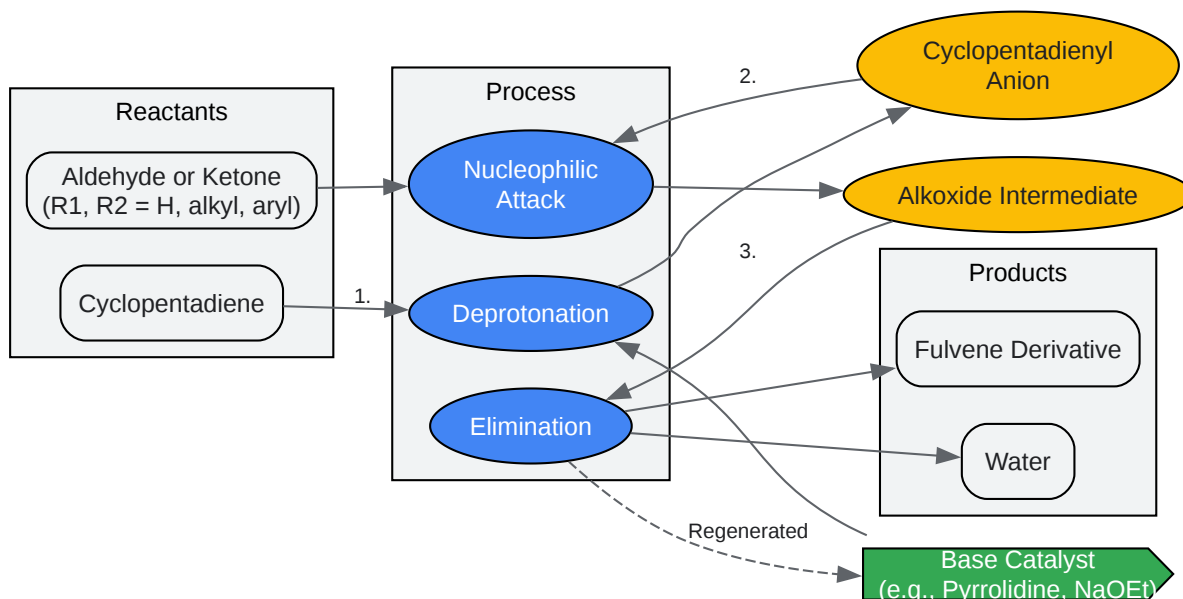 Reactants
Aldehyde or Ketone
(R1, R2 = H, alkyl, aryl)
Cyclopentadiene
1.
Process
Nucleophilic
Attack
Deprotonation
Elimination
2.
3.
Cyclopentadienyl
Anion
Alkoxide Intermediate
Products
Fulvene Derivative
Water
Regenerated
Base Catalyst
(e.g., Pyrrolidine, NaOEt)